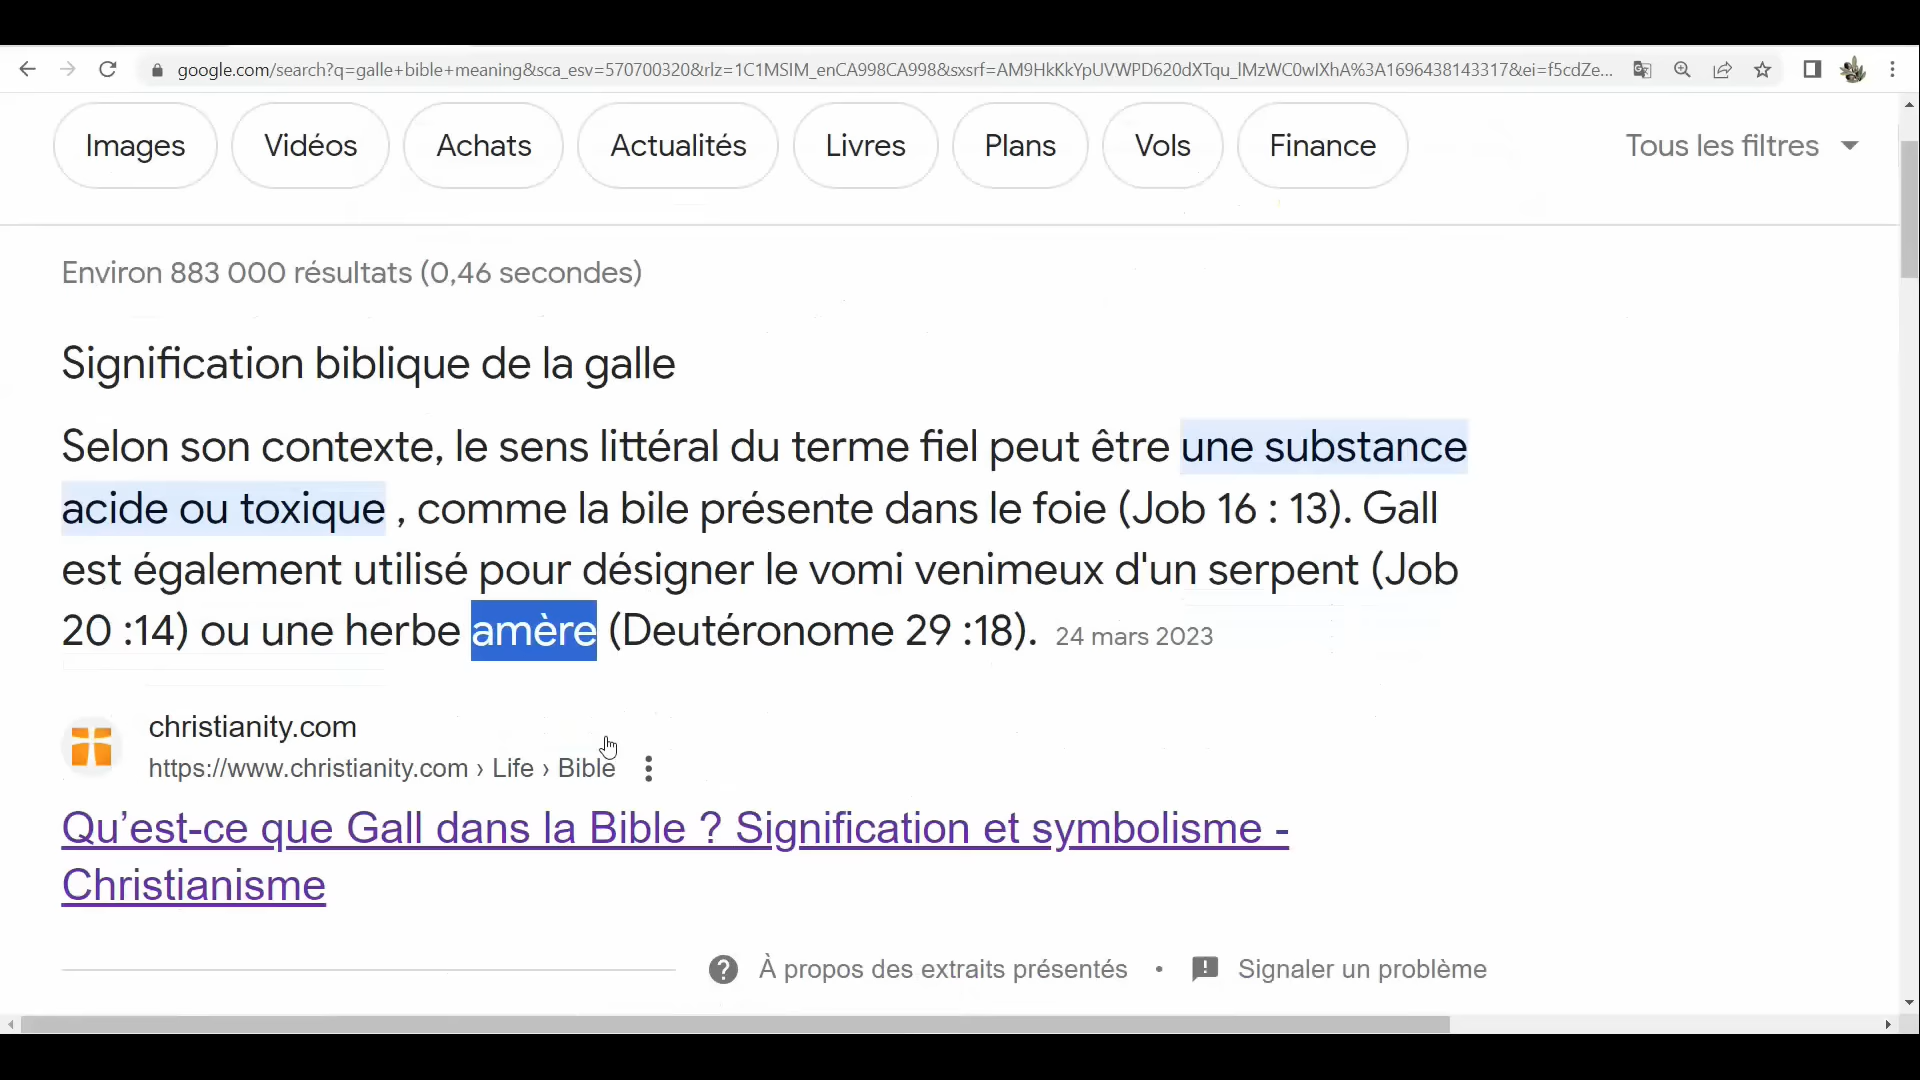 google.com/search?q=galle+bible+meaning&sca_esv=570700320&rlz=1C1MSIM_enCA998CA998&sxsrf=AM9HkKkYpUVWPD620dXTqu_lMzWC0wlXhA%3A1696438143317&ei=f5cdZe...
Images Vidéos Achats Actualités Livres Plans Vols Finance Tous les filtres
Environ 883 000 résultats (0,46 secondes)
Signification biblique de la galle
Selon son contexte, le sens littéral du terme fiel peut être une substance
acide ou toxique , comme la bile présente dans le foie (Job 16 : 13). Gall
est également utilisé pour désigner le vomi venimeux d'un serpent (Job
20 :14) ou une herbe amère (Deutéronome 29 :18). 24 mars 2023
christianity.com
https://www.christianity.com › Life › Bible
Qu’est-ce que Gall dans la Bible ? Signification et symbolisme -
Christianisme
À propos des extraits présentés • Signaler un problème